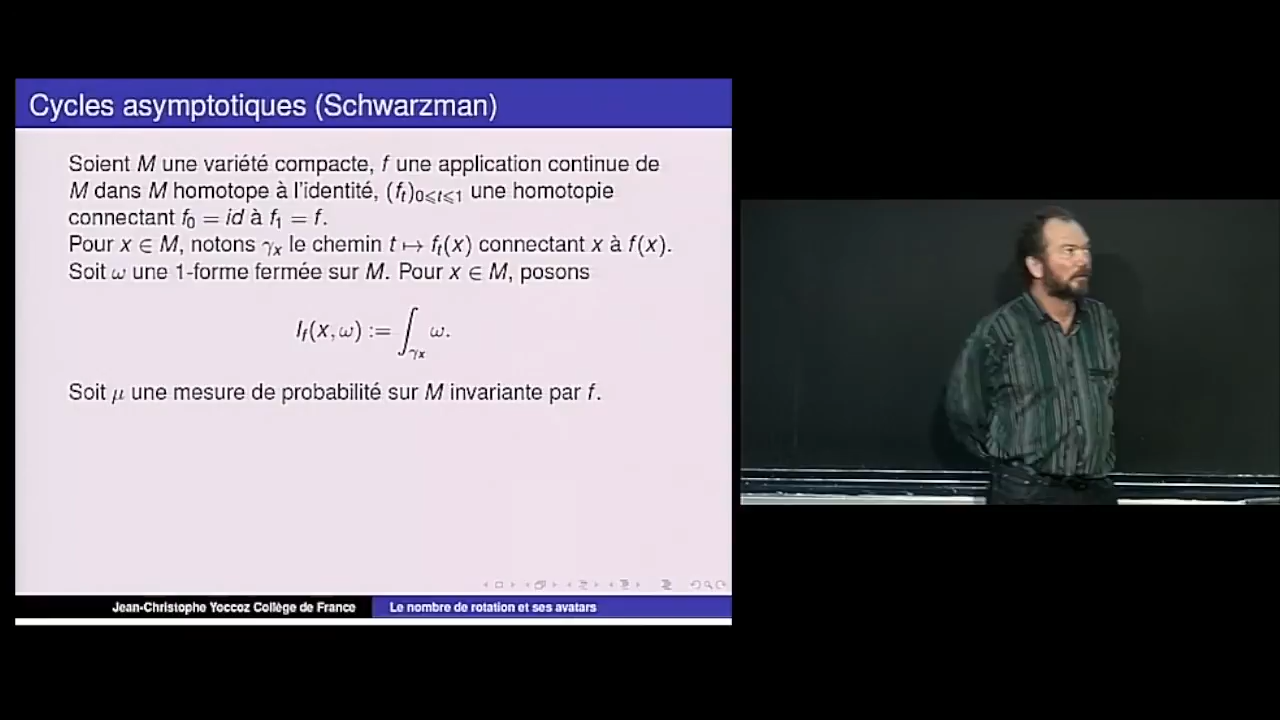 Cycles asymptotiques (Schwarzman)
Soient M une variété compacte, f une application continue de
M dans M homotope à l'identité, (f_t)_{0⩽t⩽1} une homotopie
connectant f_0 = id à f_1 = f.
Pour x ∈ M, notons γ_x le chemin t ↦ f_t(x) connectant x à f(x).
Soit ω une 1-forme fermée sur M. Pour x ∈ M, posons
I_f(x, ω) := ∫_{γ_x} ω.
Soit μ une mesure de probabilité sur M invariante par f.
Jean-Christophe Yoccoz Collège de France
Le nombre de rotation et ses avatars